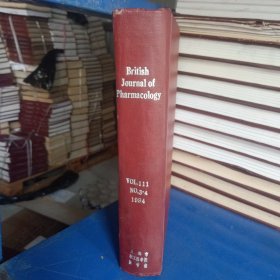 British
Journal of
Pharmacology
VOL.111
NO.3-4
1994